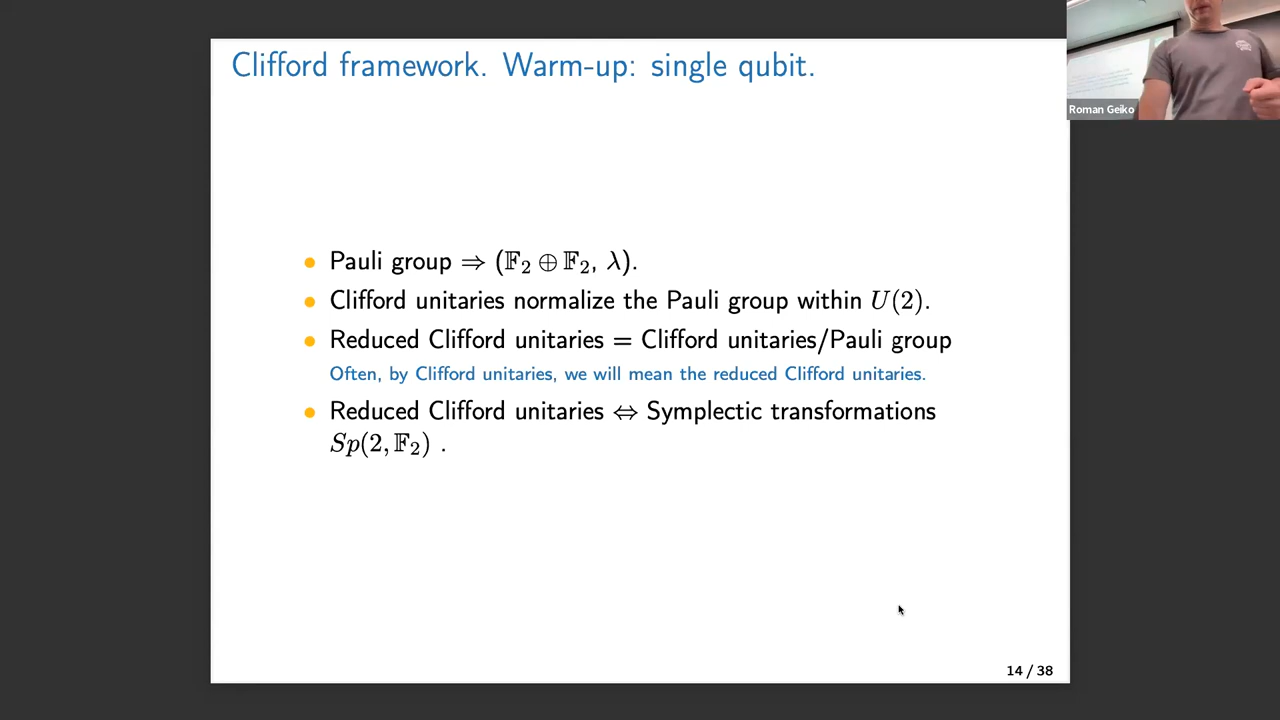 Clifford framework. Warm-up: single qubit.
Roman Geiko
• Pauli group ⇒ (𝔽₂ ⊕ 𝔽₂, λ).
• Clifford unitaries normalize the Pauli group within U(2).
• Reduced Clifford unitaries = Clifford unitaries/Pauli group
Often, by Clifford unitaries, we will mean the reduced Clifford unitaries.
• Reduced Clifford unitaries ⇔ Symplectic transformations
Sp(2, 𝔽₂) .
14 / 38